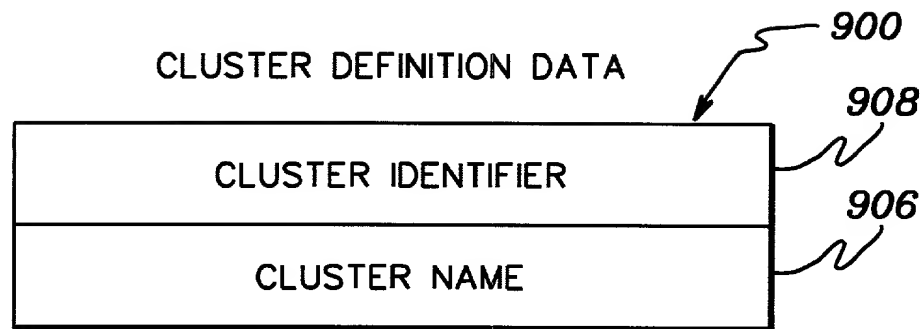 900
CLUSTER DEFINITION DATA
908
CLUSTER IDENTIFIER
906
CLUSTER NAME